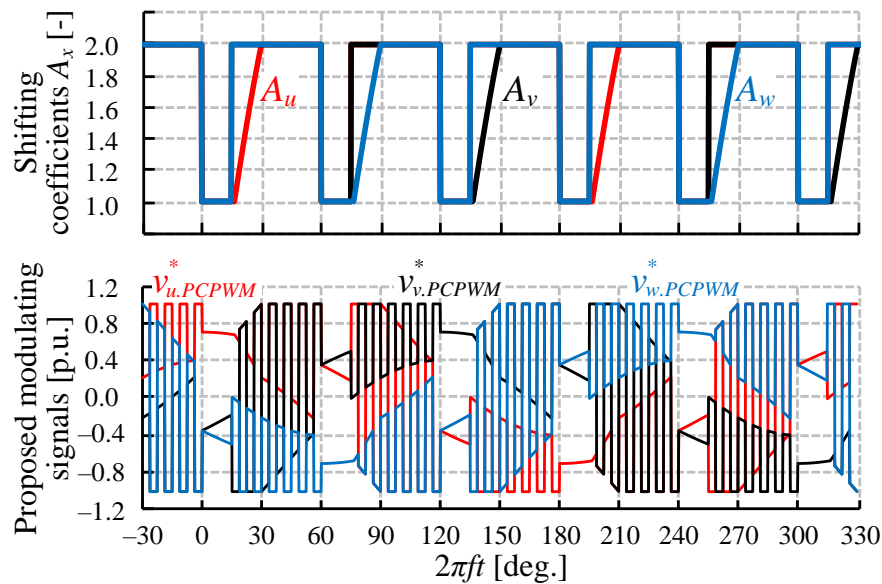 Shifting
coefficients Aₓ [-]
2.0
1.8
1.6
1.4
1.2
1.0
A_u
A_v
A_w
Proposed modulating
signals [p.u.]
1.2
0.8
0.4
0.0
–0.4
–0.8
–1.2
v*_u.PCPWM
v*_v.PCPWM
v*_w.PCPWM
–30 0 30 60 90 120 150 180 210 240 270 300 330
2πft [deg.]